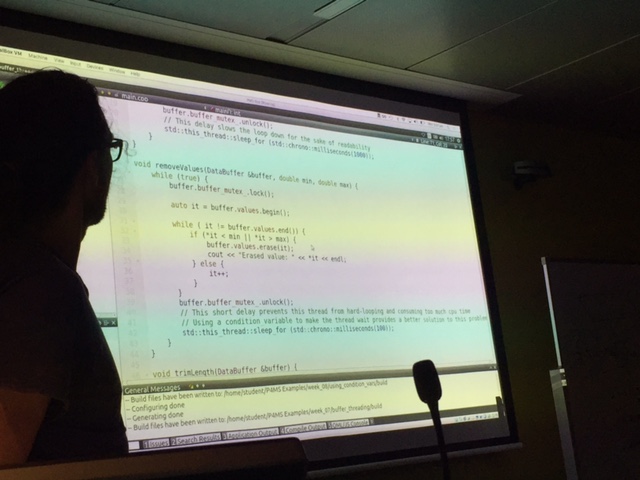 main.cpp
buffer.buffer_mutex_.unlock();
// This delay slows the loop down for the sake of readability
std::this_thread::sleep_for (std::chrono::milliseconds(1000));
}
}
void removeValues(DataBuffer &buffer, double min, double max) {
while (true) {
buffer.buffer_mutex_.lock();
auto it = buffer.values.begin();
while ( it != buffer.values.end()) {
if (*it < min || *it > max) {
buffer.values.erase(it);
cout << "Erased value: " << *it << endl;
} else {
it++;
}
}
buffer.buffer_mutex_.unlock();
// This short delay prevents this thread from hard-looping and consuming too much cpu time
// Using a condition variable to make the thread wait provides a better solution to this problem
std::this_thread::sleep_for (std::chrono::milliseconds(100));
}
}
void trimLength(DataBuffer &buffer) {
General Messages
-- Build files have been written to: /home/student/P4MS Examples/week_08/using_condition_vars/build
-- Configuring done
-- Generating done
-- Build files have been written to: /home/student/P4MS Examples/week_07/buffer_threading/build
Issues
Search Results
Application Output
Compile Output